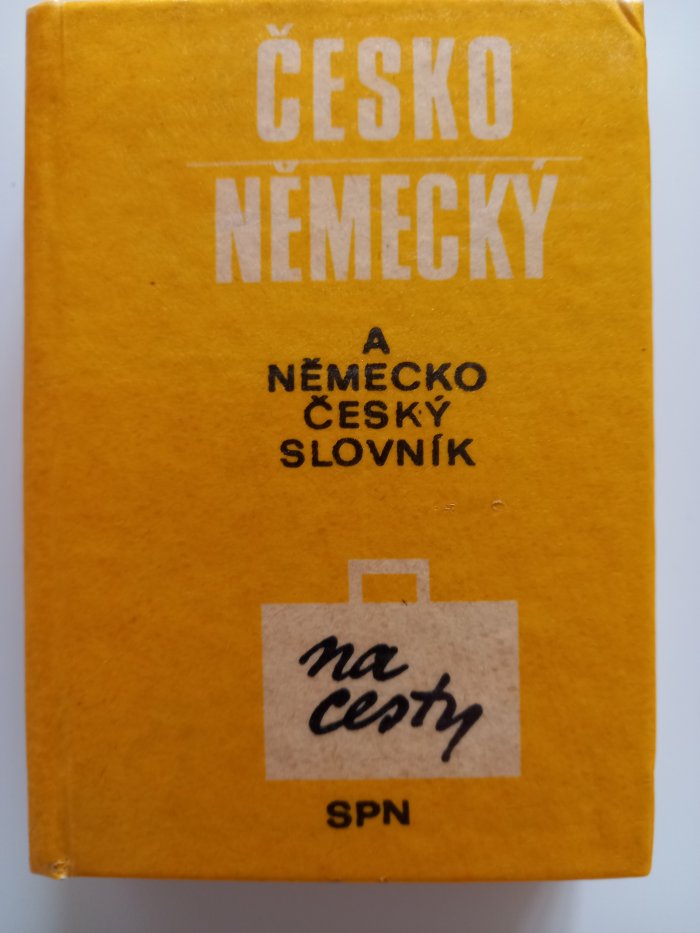 ČESKO
NĚMECKÝ
A
NĚMECKO
ČESKÝ
SLOVNÍK
na
cesty
SPN